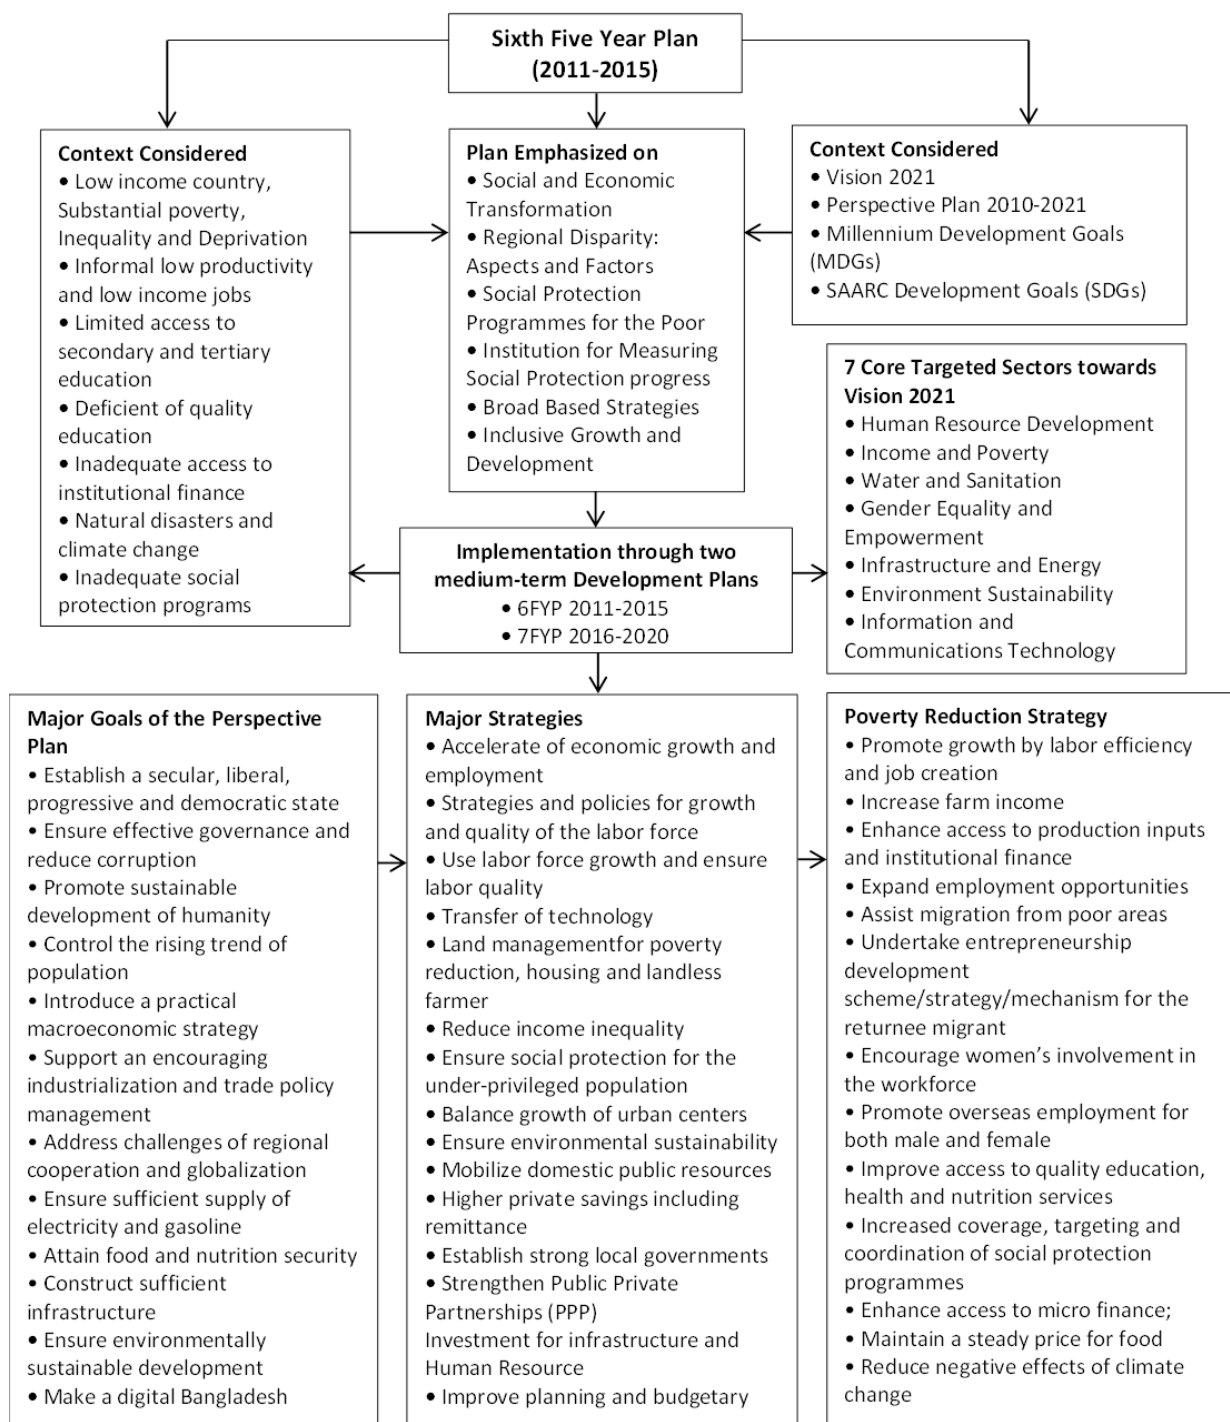 Sixth Five Year Plan
(2011-2015)
Context Considered
• Low income country,
Substantial poverty,
Inequality and Deprivation
• Informal low productivity
and low income jobs
• Limited access to
secondary and tertiary
education
• Deficient of quality
education
• Inadequate access to
institutional finance
• Natural disasters and
climate change
• Inadequate social
protection programs
Plan Emphasized on
• Social and Economic
Transformation
• Regional Disparity:
Aspects and Factors
• Social Protection
Programmes for the Poor
• Institution for Measuring
Social Protection progress
• Broad Based Strategies
• Inclusive Growth and
Development
Context Considered
• Vision 2021
• Perspective Plan 2010-2021
• Millennium Development Goals
(MDGs)
• SAARC Development Goals (SDGs)
7 Core Targeted Sectors towards
Vision 2021
• Human Resource Development
• Income and Poverty
• Water and Sanitation
• Gender Equality and
Empowerment
• Infrastructure and Energy
• Environment Sustainability
• Information and
Communications Technology
Implementation through two
medium-term Development Plans
• 6FYP 2011-2015
• 7FYP 2016-2020
Major Goals of the Perspective
Plan
• Establish a secular, liberal,
progressive and democratic state
• Ensure effective governance and
reduce corruption
• Promote sustainable
development of humanity
• Control the rising trend of
population
• Introduce a practical
macroeconomic strategy
• Support an encouraging
industrialization and trade policy
management
• Address challenges of regional
cooperation and globalization
• Ensure sufficient supply of
electricity and gasoline
• Attain food and nutrition security
• Construct sufficient
infrastructure
• Ensure environmentally
sustainable development
• Make a digital Bangladesh
Major Strategies
• Accelerate of economic growth and
employment
• Strategies and policies for growth
and quality of the labor force
• Use labor force growth and ensure
labor quality
• Transfer of technology
• Land managementfor poverty
reduction, housing and landless
farmer
• Reduce income inequality
• Ensure social protection for the
under-privileged population
• Balance growth of urban centers
• Ensure environmental sustainability
• Mobilize domestic public resources
• Higher private savings including
remittance
• Establish strong local governments
• Strengthen Public Private
Partnerships (PPP)
Investment for infrastructure and
Human Resource
• Improve planning and budgetary
Poverty Reduction Strategy
• Promote growth by labor efficiency
and job creation
• Increase farm income
• Enhance access to production inputs
and institutional finance
• Expand employment opportunities
• Assist migration from poor areas
• Undertake entrepreneurship
development
scheme/strategy/mechanism for the
returnee migrant
• Encourage women’s involvement in
the workforce
• Promote overseas employment for
both male and female
• Improve access to quality education,
health and nutrition services
• Increased coverage, targeting and
coordination of social protection
programmes
• Enhance access to micro finance;
• Maintain a steady price for food
• Reduce negative effects of climate
change